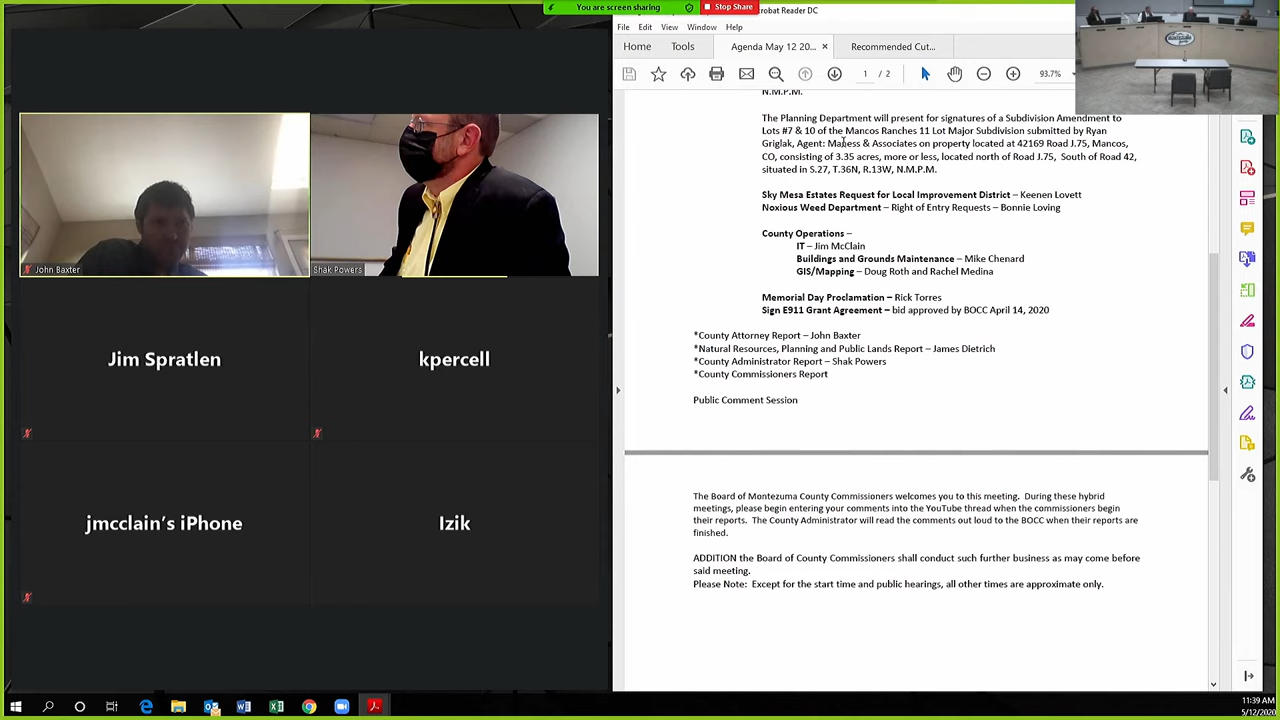 You are screen sharing
Stop Share
obat Reader DC
File Edit View Window Help
Home Tools Agenda May 12 20... × Recommended Cut...
1 / 2
93.7%
N.M.P.M.
The Planning Department will present for signatures of a Subdivision Amendment to
Lots #7 & 10 of the Mancos Ranches 11 Lot Major Subdivision submitted by Ryan
Griglak, Agent: Maness & Associates on property located at 42169 Road J.75, Mancos,
CO, consisting of 3.35 acres, more or less, located north of Road J.75, South of Road 42,
situated in S.27, T.36N, R.13W, N.M.P.M.
Sky Mesa Estates Request for Local Improvement District – Keenen Lovett
Noxious Weed Department – Right of Entry Requests – Bonnie Loving
County Operations –
IT – Jim McClain
Buildings and Grounds Maintenance – Mike Chenard
GIS/Mapping – Doug Roth and Rachel Medina
Memorial Day Proclamation – Rick Torres
Sign E911 Grant Agreement – bid approved by BOCC April 14, 2020
*County Attorney Report – John Baxter
*Natural Resources, Planning and Public Lands Report – James Dietrich
*County Administrator Report – Shak Powers
*County Commissioners Report
Public Comment Session
The Board of Montezuma County Commissioners welcomes you to this meeting. During these hybrid
meetings, please begin entering your comments into the YouTube thread when the commissioners begin
their reports. The County Administrator will read the comments out loud to the BOCC when their reports are
finished.
ADDITION the Board of County Commissioners shall conduct such further business as may come before
said meeting.
Please Note: Except for the start time and public hearings, all other times are approximate only.
John Baxter
Shak Powers
Jim Spratlen
kpercell
jmcclain's iPhone
Izik
11:39 AM
5/12/2020